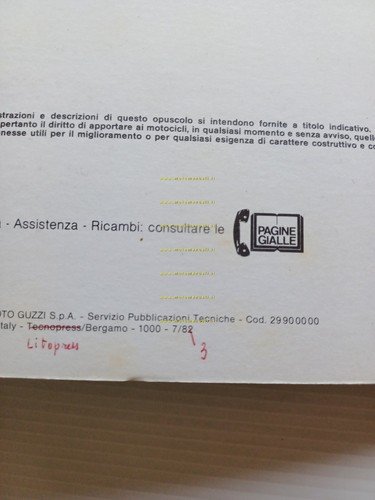 strazioni e descrizioni di questo opuscolo si intendono fornite a titolo indicativo.
pertanto il diritto di apportare ai motocicli, in qualsiasi momento e senza avviso, quelle
nesse utili per il miglioramento o per qualsiasi esigenza di carattere costruttivo e co
- Assistenza - Ricambi: consultare le
PAGINE
GIALLE
OTO GUZZI S.p.A. - Servizio Pubblicazioni Tecniche - Cod. 29900000
Italy - Tecnopress/Bergamo - 1000 - 7/82
Litopress
3